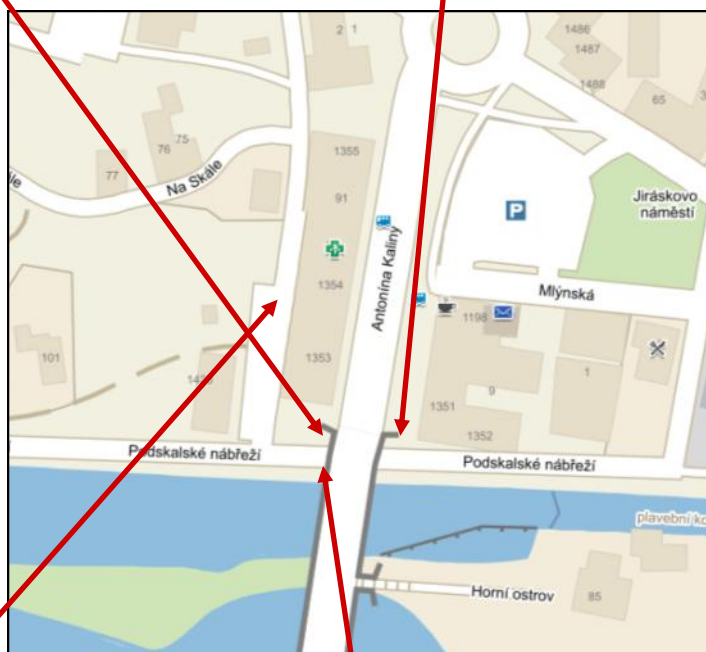 2 1
1486
1487
1488
65
1355
75
76
77
Na Skále
91
Jiráskovo
náměstí
P
Antonína Kaliny
1354
Mlýnská
1198
101
1353
1
9
1351
1352
Podskalské nábřeží
Podskalské nábřeží
plavební
Horní ostrov
85